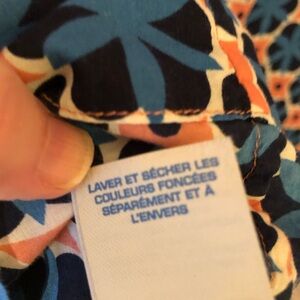 LAVER ET SÉCHER LES
COULEURS FONCÉES
SÉPARÉMENT ET À
L'ENVERS